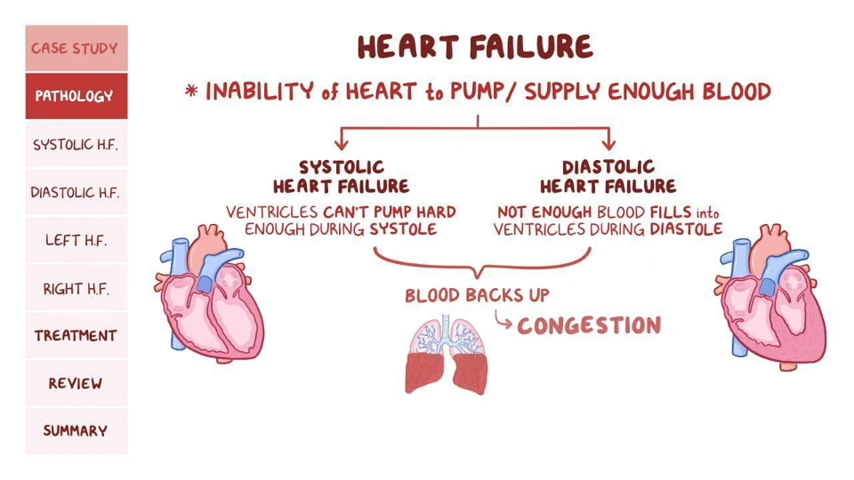 CASE STUDY
PATHOLOGY
SYSTOLIC H.F.
DIASTOLIC H.F.
LEFT H.F.
RIGHT H.F.
TREATMENT
REVIEW
SUMMARY
HEART FAILURE
* INABILITY of HEART to PUMP/ SUPPLY ENOUGH BLOOD
SYSTOLIC
HEART FAILURE
VENTRICLES CAN'T PUMP HARD
ENOUGH DURING SYSTOLE
DIASTOLIC
HEART FAILURE
NOT ENOUGH BLOOD FILLS into
VENTRICLES DURING DIASTOLE
BLOOD BACKS UP
CONGESTION